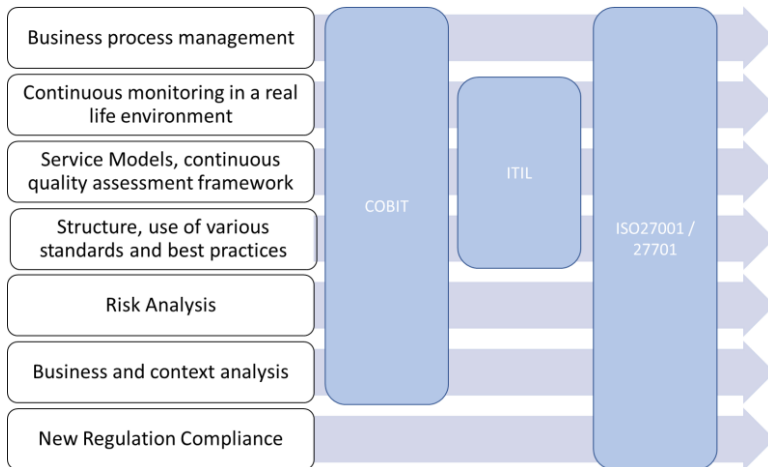 Business process management
Continuous monitoring in a real
life environment
Service Models, continuous
quality assessment framework
Structure, use of various
standards and best practices
Risk Analysis
Business and context analysis
New Regulation Compliance
COBIT
ITIL
ISO27001 /
27701